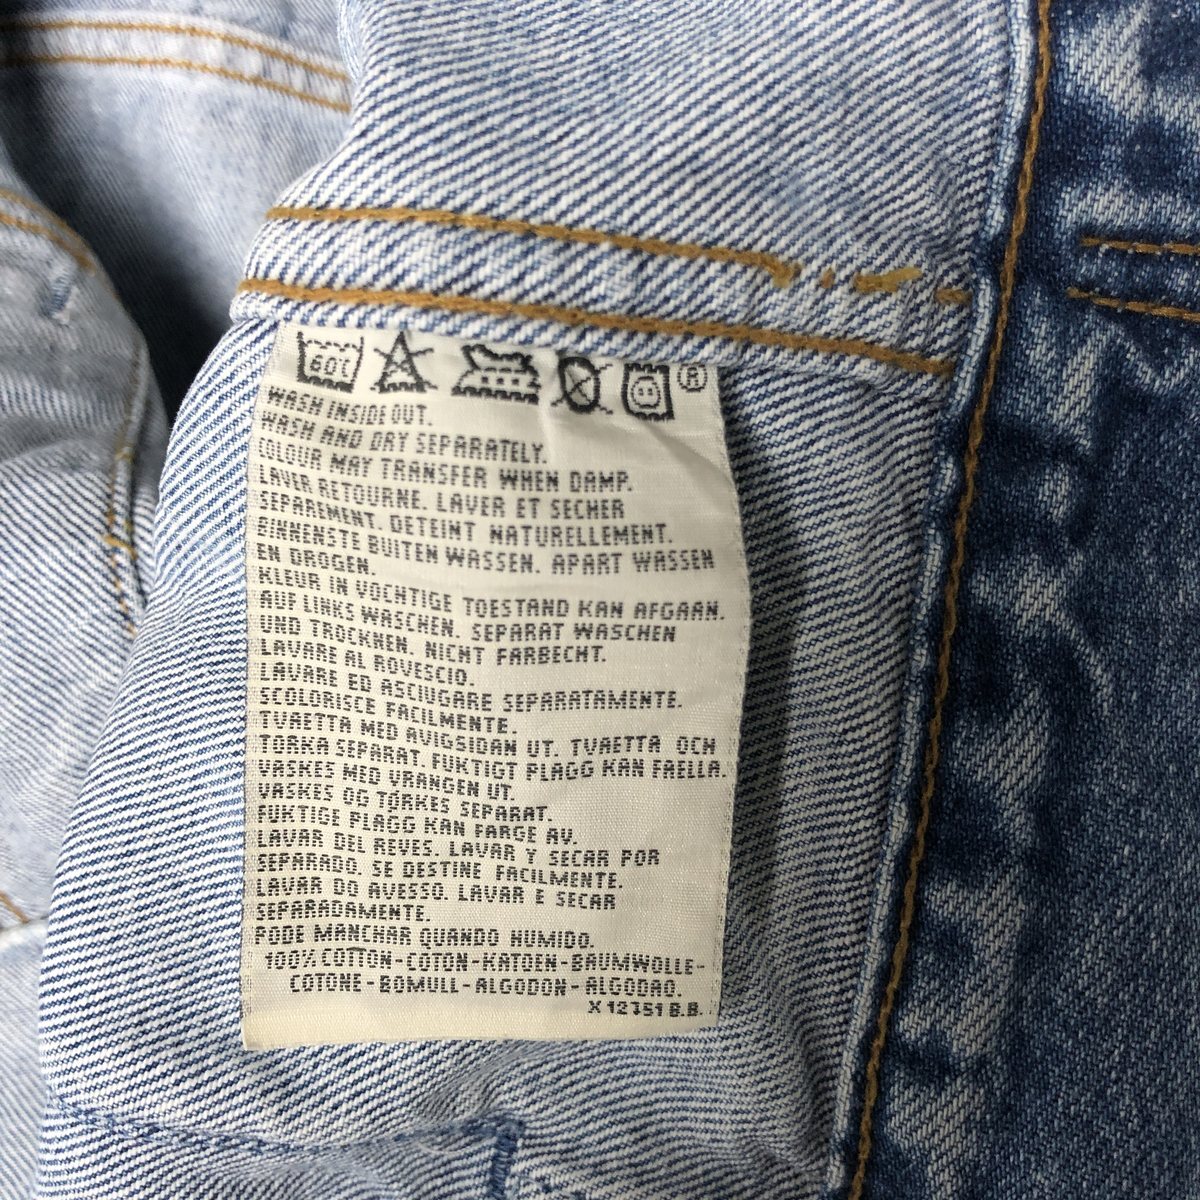 60C ®
WASH INSIDE OUT.
WASH AND DRY SEPARATELY.
COLOUR MAY TRANSFER WHEN DAMP.
LAVER RETOURNE. LAVER ET SECHER
SEPAREMENT. DETEINT NATURELLEMENT.
BINNENSTE BUITEN WASSEN. APART WASSEN
EN DROGEN.
KLEUR IN VOCHTIGE TOESTAND KAN AFGAAN.
AUF LINKS WASCHEN. SEPARAT WASCHEN
UND TROCKNEN. NICHT FARBECHT.
LAVARE AL ROVESCIO.
LAVARE ED ASCIUGARE SEPARATAMENTE.
SCOLORISCE FACILMENTE.
TVAETTA MED AVIGSIDAN UT. TVAETTA OCH
TORKA SEPARAT. FUKTIGT PLAGG KAN FAELLA.
VASKES MED VRANGEN UT.
VASKES OG TØRKES SEPARAT.
FUKTIGE PLAGG KAN FARGE AV.
LAVAR DEL REVES. LAVAR Y SECAR POR
SEPARADO. SE DESTINE FACILMENTE.
LAVAR DO AVESSO. LAVAR E SECAR
SEPARADAMENTE.
PODE MANCHAR QUANDO HUMIDO.
100% COTTON-COTON-KATOEN-BAUMWOLLE-
COTONE-BOMULL-ALGODON-ALGODAO.
B.B.